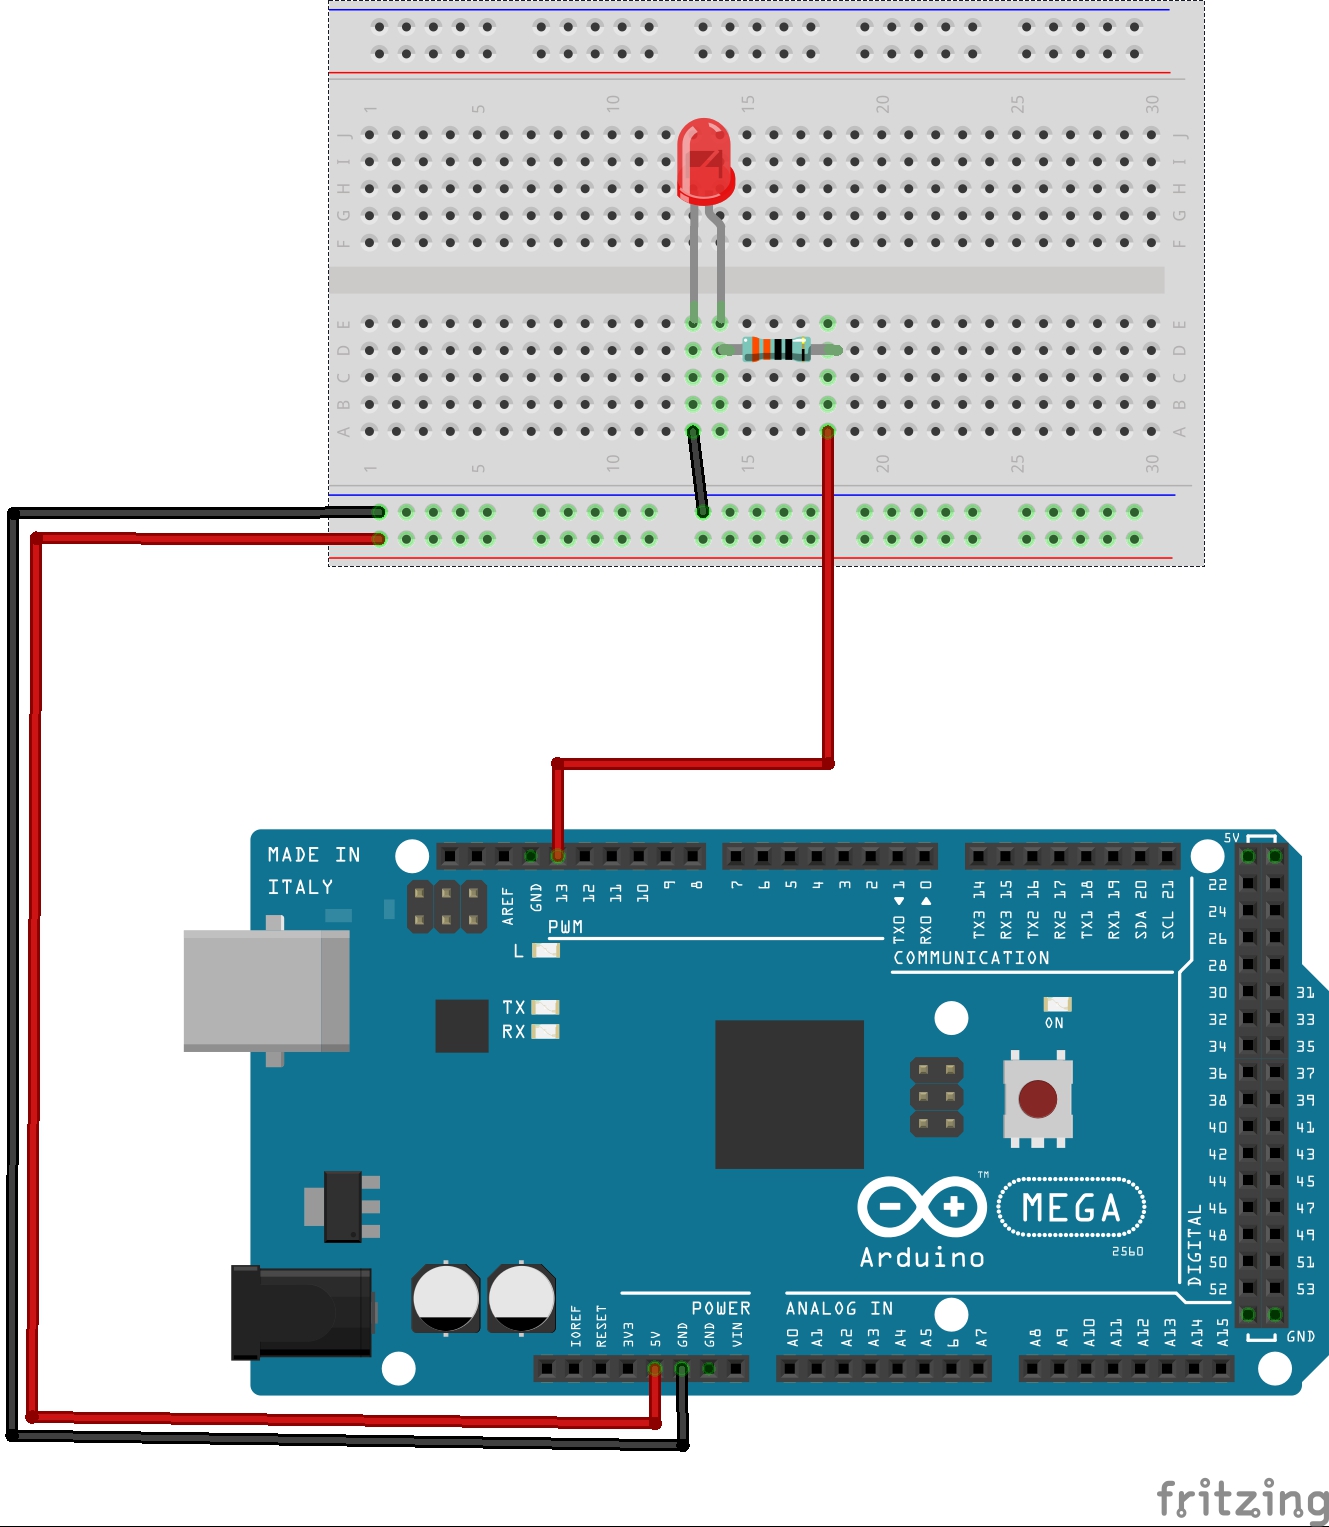 1 5 10 15 20 25 30
J J
I I
H H
G G
F F
E E
D D
C C
B B
A A
1 5 10 15 20 25 30
MADE IN
ITALY
AREF
GND
13
12
11
10
9
8
7
6
5
4
3
2
TX0 1
RX0 0
TX3 14
RX3 15
TX2 16
RX2 17
TX1 18
RX1 19
SDA 20
SCL 21
PWM
COMMUNICATION
L
TX
RX
ON
5V
22
24
26
28
30 31
32 33
34 35
36 37
38 39
40 41
42 43
44 45
46 47
48 49
50 51
52 53
GND
DIGITAL
TM
MEGA
2560
Arduino
POWER
ANALOG IN
IOREF
RESET
3V3
5V
GND
GND
VIN
A0
A1
A2
A3
A4
A5
6
A7
A8
A9
A10
A11
A12
A13
A14
A15
fritzing